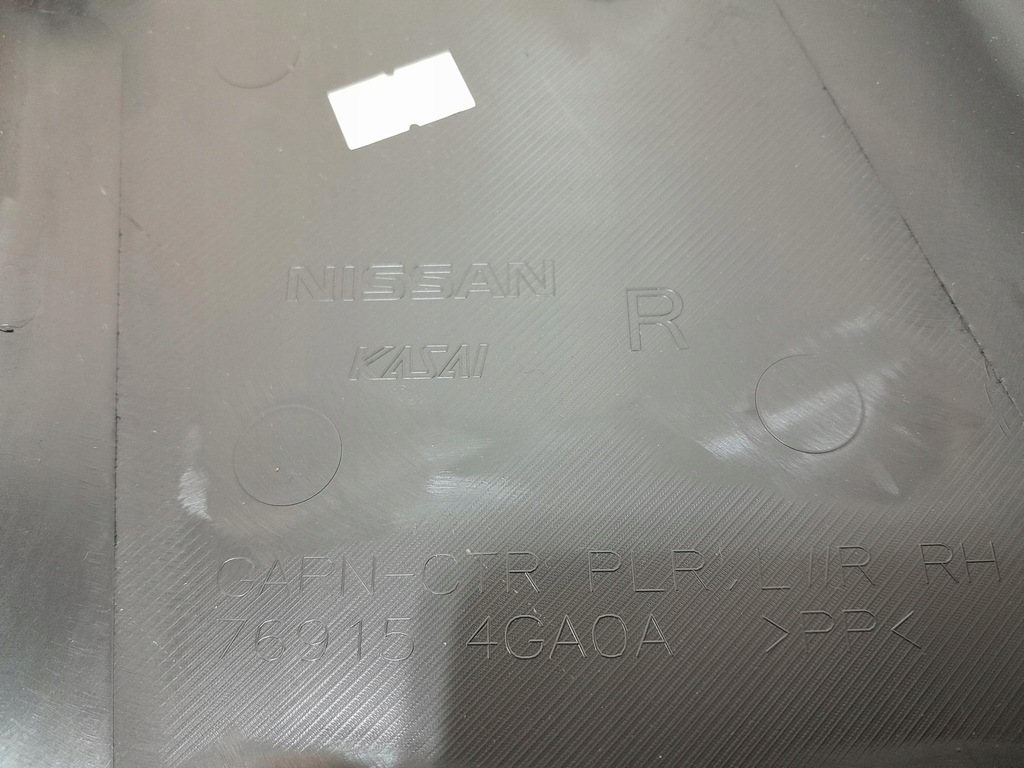 NISSAN
R
KASAI
GAPN-CTR PLR,LWR RH
76915 4GA0A >PP<